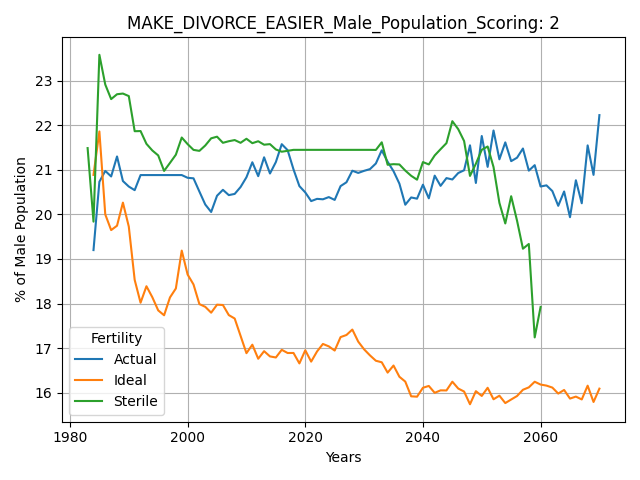 MAKE_DIVORCE_EASIER_Male_Population_Scoring: 2
% of Male Population
23
22
21
20
19
18
17
16
Fertility
Actual
Ideal
Sterile
1980
2000
2020
2040
2060
Years